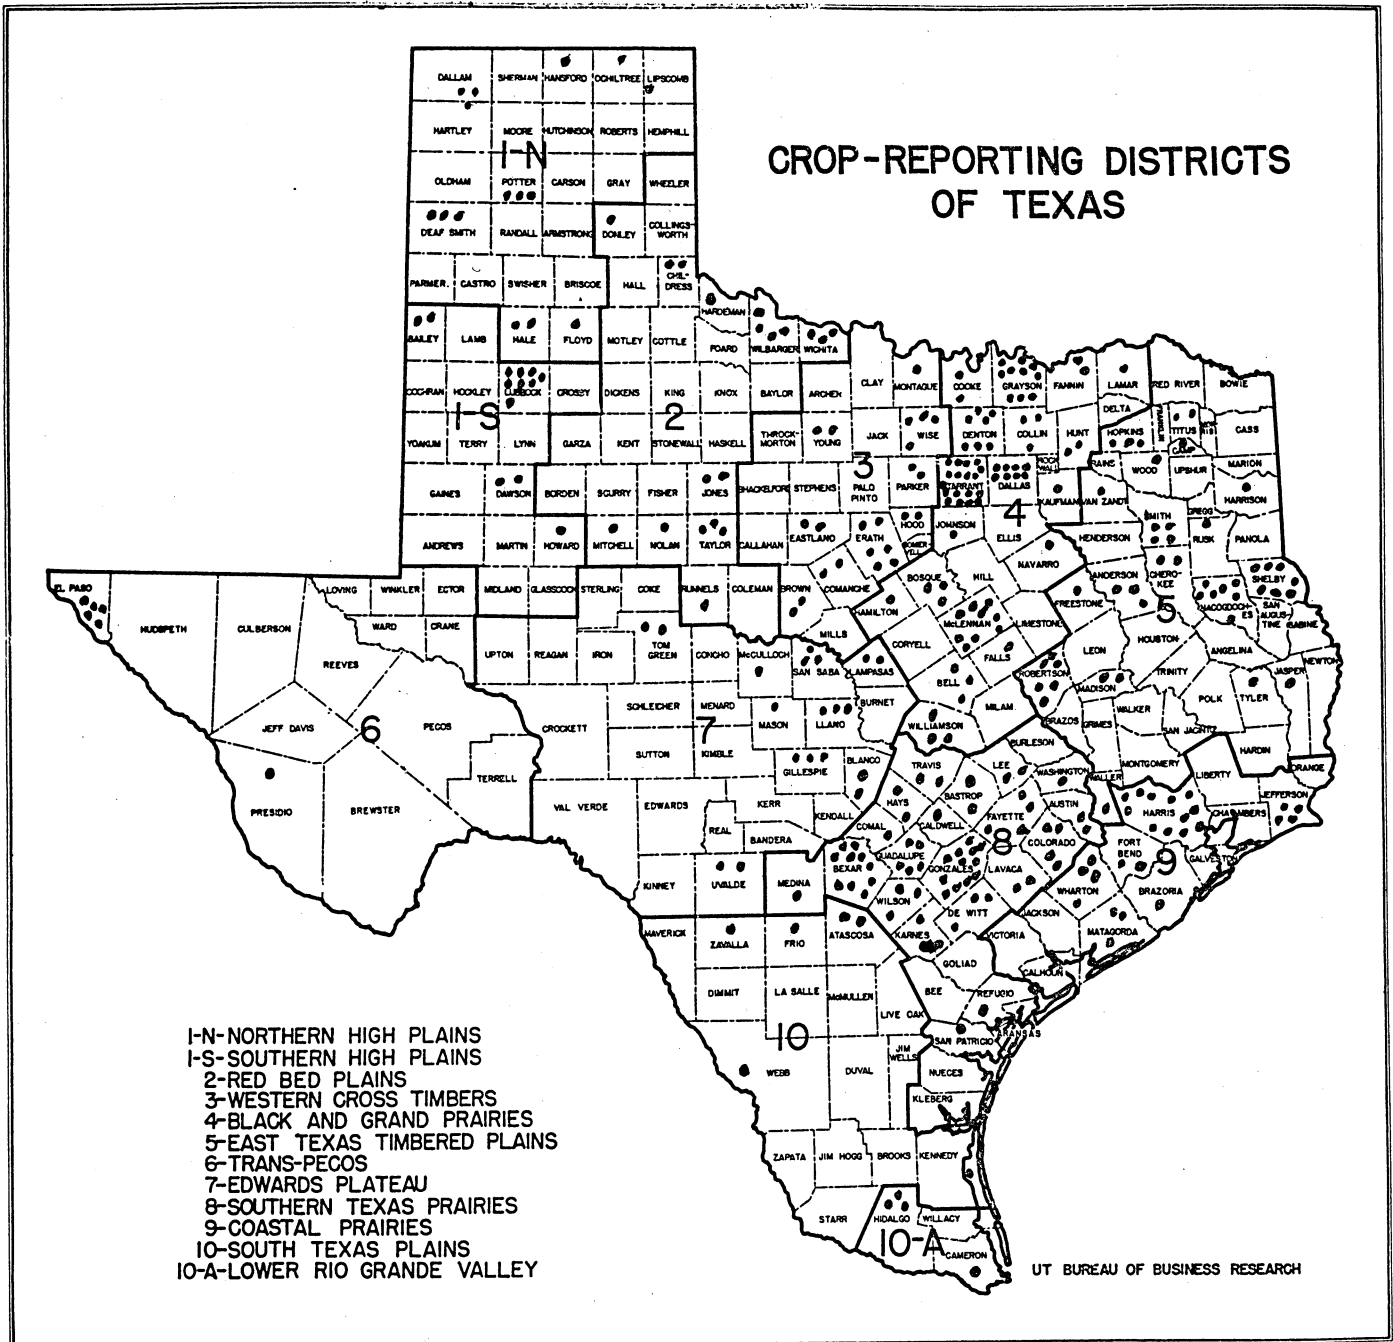 CROP-REPORTING DISTRICTS
OF TEXAS
DALLAM SHERMAN HANSFORD OCHILTREE LIPSCOMB
HARTLEY MOORE HUTCHINSON ROBERTS HEMPHILL
1-N
OLDHAM POTTER CARSON GRAY WHEELER
DEAF SMITH RANDALL ARMSTRONG DONLEY COLLINGS-
WORTH
PARMER CASTRO SWISHER BRISCOE HALL CHIL-
DRESS
HARDEMAN
BAILEY LAMB HALE FLOYD MOTLEY COTTLE FOARD WILBARGER WICHITA
CLAY MONTAGUE COOKE GRAYSON FANNIN LAMAR RED RIVER BOWIE
COCHRAN HOCKLEY LUBBOCK CROSBY DICKENS KING KNOX BAYLOR ARCHER
1-S 2
DELTA
YOAKUM TERRY LYNN GARZA KENT STONEWALL HASKELL THROCK-
MORTON YOUNG JACK WISE DENTON COLLIN HUNT HOPKINS FRANKLIN TITUS CASS
CAMP
3
ROCK
WALL RAINS WOOD UPSHUR MARION
GAINES DAWSON BORDEN SCURRY FISHER JONES SHACKELFORD STEPHENS PALO
PINTO PARKER TARRANT DALLAS KAUFMAN VAN ZANDT HARRISON
4
SMITH GREGG
ANDREWS MARTIN HOWARD MITCHELL NOLAN TAYLOR CALLAHAN EASTLAND ERATH HOOD SOMER-
VELL JOHNSON ELLIS HENDERSON RUSK PANOLA
EL PASO LOVING WINKLER ECTOR MIDLAND GLASSCOCK STERLING COKE RUNNELS COLEMAN BROWN COMANCHE BOSQUE HILL NAVARRO ANDERSON CHERO-
KEE SHELBY
HAMILTON FREESTONE 5 NACOGDOCH-
ES SAN
AUGUS-
TINE SABINE
HUDSPETH CULBERSON WARD CRANE MILLS McLENNAN LIMESTONE
REEVES UPTON REAGAN IRON TOM
GREEN CONCHO McCULLOCH SAN SABA LAMPASAS CORYELL FALLS LEON HOUSTON ANGELINA
BELL ROBERTSON TRINITY JASPER NEWTON
JEFF DAVIS 6 PECOS CROCKETT SCHLEICHER MENARD MASON LLANO BURNET MILAM MADISON POLK TYLER
7 WILLIAMSON BRAZOS GRIMES WALKER SAN JACINTO
SUTTON KIMBLE BURLESON HARDIN
TERRELL GILLESPIE BLANCO TRAVIS LEE WASHINGTON WALLER MONTGOMERY LIBERTY ORANGE
PRESIDIO BREWSTER VAL VERDE EDWARDS KERR KENDALL HAYS BASTROP AUSTIN HARRIS CHAMBERS JEFFERSON
REAL BANDERA COMAL CALDWELL FAYETTE
8 COLORADO FORT
BEND 9 GALVESTON
KINNEY UVALDE MEDINA BEXAR GUADALUPE GONZALES LAVACA WHARTON BRAZORIA
WILSON DE WITT JACKSON
MAVERICK ZAVALLA FRIO ATASCOSA KARNES VICTORIA MATAGORDA
GOLIAD CALHOUN
DIMMIT LA SALLE McMULLEN BEE REFUGIO
LIVE OAK ARANSAS
10 SAN PATRICIO
JIM
WELLS
WEBB DUVAL NUECES
KLEBERG
ZAPATA JIM HOGG BROOKS KENNEDY
STARR HIDALGO WILLACY
10-A CAMERON
1-N-NORTHERN HIGH PLAINS
1-S-SOUTHERN HIGH PLAINS
2-RED BED PLAINS
3-WESTERN CROSS TIMBERS
4-BLACK AND GRAND PRAIRIES
5-EAST TEXAS TIMBERED PLAINS
6-TRANS-PECOS
7-EDWARDS PLATEAU
8-SOUTHERN TEXAS PRAIRIES
9-COASTAL PRAIRIES
10-SOUTH TEXAS PLAINS
10-A-LOWER RIO GRANDE VALLEY
UT BUREAU OF BUSINESS RESEARCH